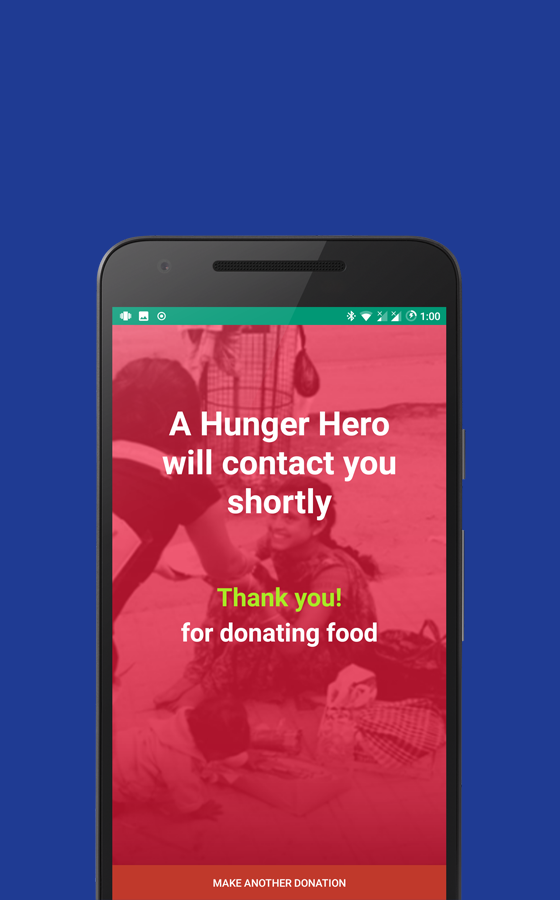 1:00
A Hunger Hero
will contact you
shortly
Thank you!
for donating food
MAKE ANOTHER DONATION